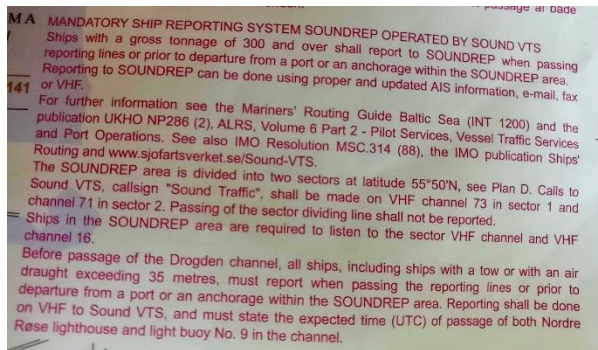 passage at bade
MA MANDATORY SHIP REPORTING SYSTEM SOUNDREP OPERATED BY SOUND VTS
Ships with a gross tonnage of 300 and over shall report to SOUNDREP when passing
reporting lines or prior to departure from a port or an anchorage within the SOUNDREP area.
Reporting to SOUNDREP can be done using proper and updated AIS information, e-mail, fax
141 or VHF.
For further information see the Mariners' Routing Guide Baltic Sea (INT 1200) and the
publication UKHO NP286 (2), ALRS, Volume 6 Part 2 - Pilot Services, Vessel Traffic Services
and Port Operations. See also IMO Resolution MSC.314 (88), the IMO publication Ships'
Routing and www.sjofartsverket.se/Sound-VTS.
The SOUNDREP area is divided into two sectors at latitude 55°50'N, see Plan D. Calls to
Sound VTS, callsign "Sound Traffic", shall be made on VHF channel 73 in sector 1 and
channel 71 in sector 2. Passing of the sector dividing line shall not be reported.
Ships in the SOUNDREP area are required to listen to the sector VHF channel and VHF
channel 16.
Before passage of the Drogden channel, all ships, including ships with a tow or with an air
draught exceeding 35 metres, must report when passing the reporting lines or prior to
departure from a port or an anchorage within the SOUNDREP area. Reporting shall be done
on VHF to Sound VTS, and must state the expected time (UTC) of passage of both Nordre
Røse lighthouse and light buoy No. 9 in the channel.